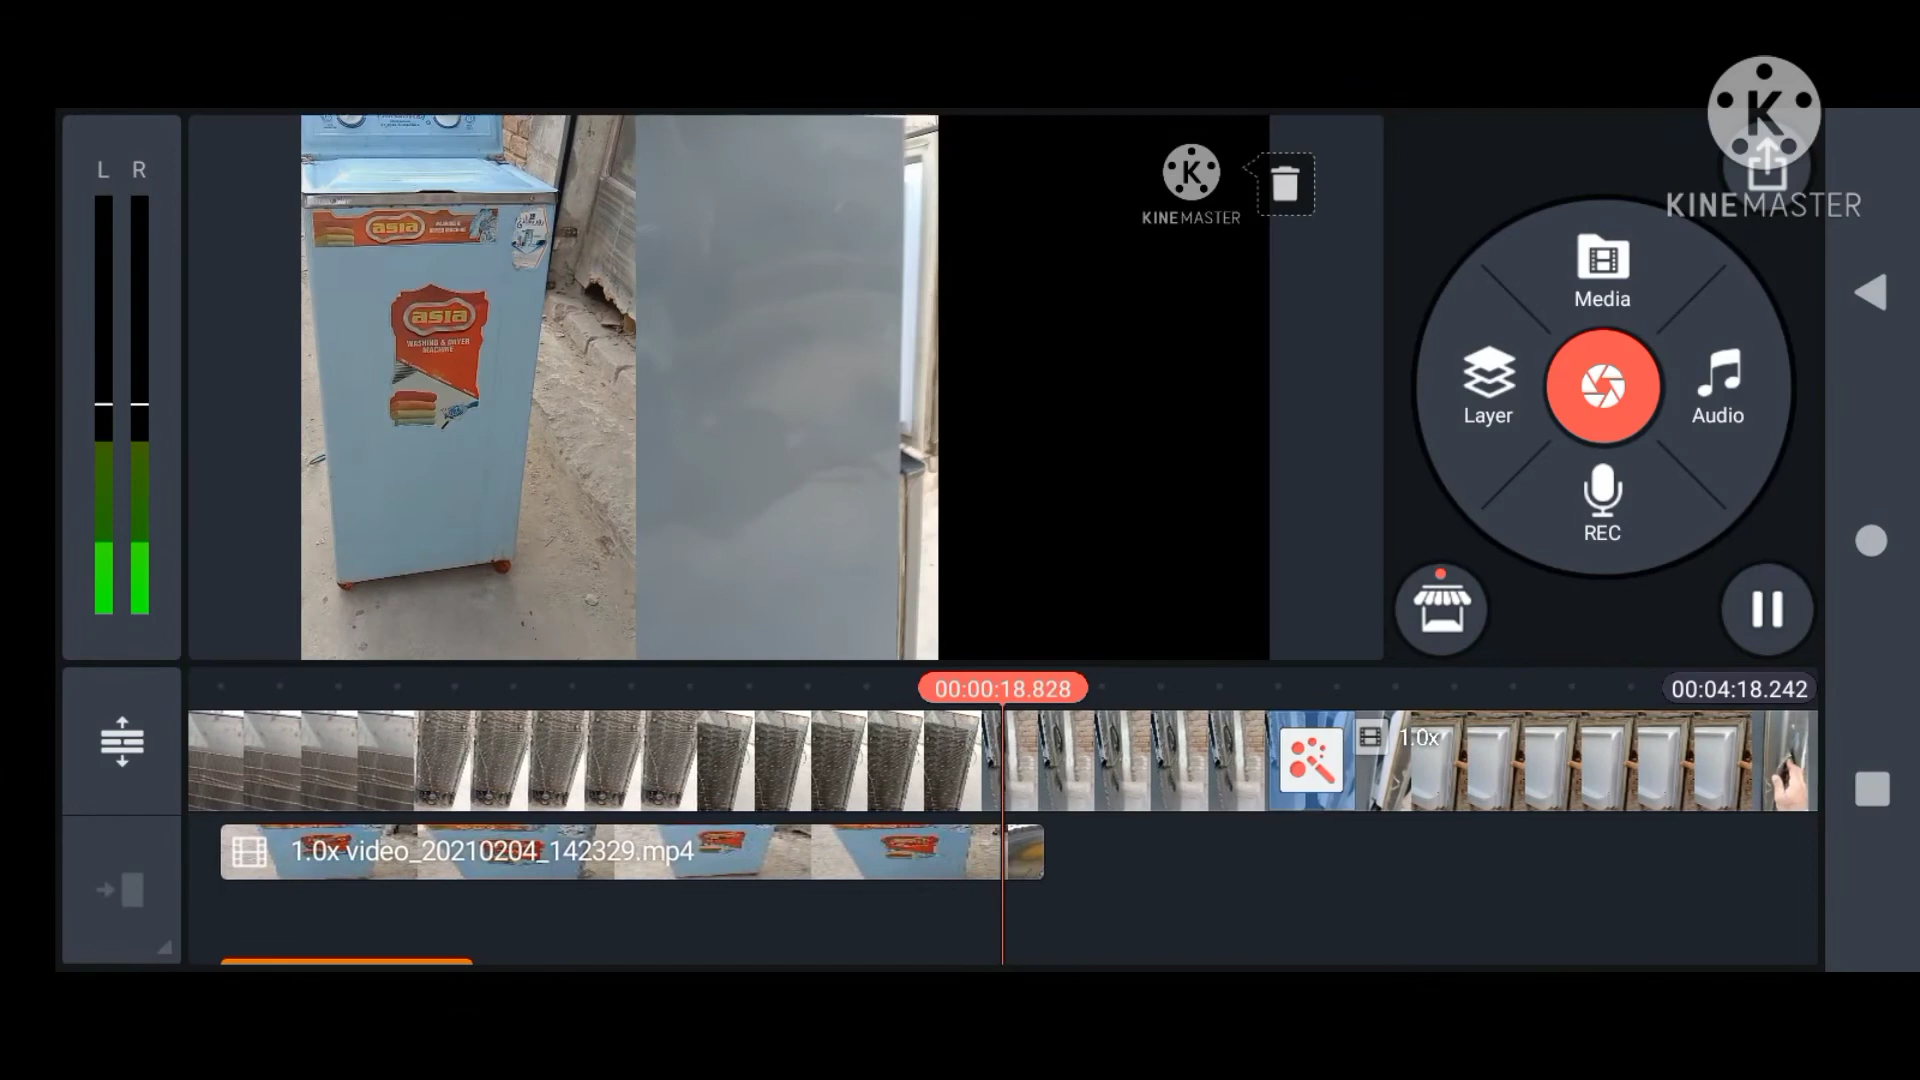 L R
asia
asia
WASHING & DRYER
MACHINE
KINEMASTER
KINEMASTER
Media
Layer
Audio
REC
00:00:18.828
00:04:18.242
1.0x
1.0x video_20210204_142329.mp4